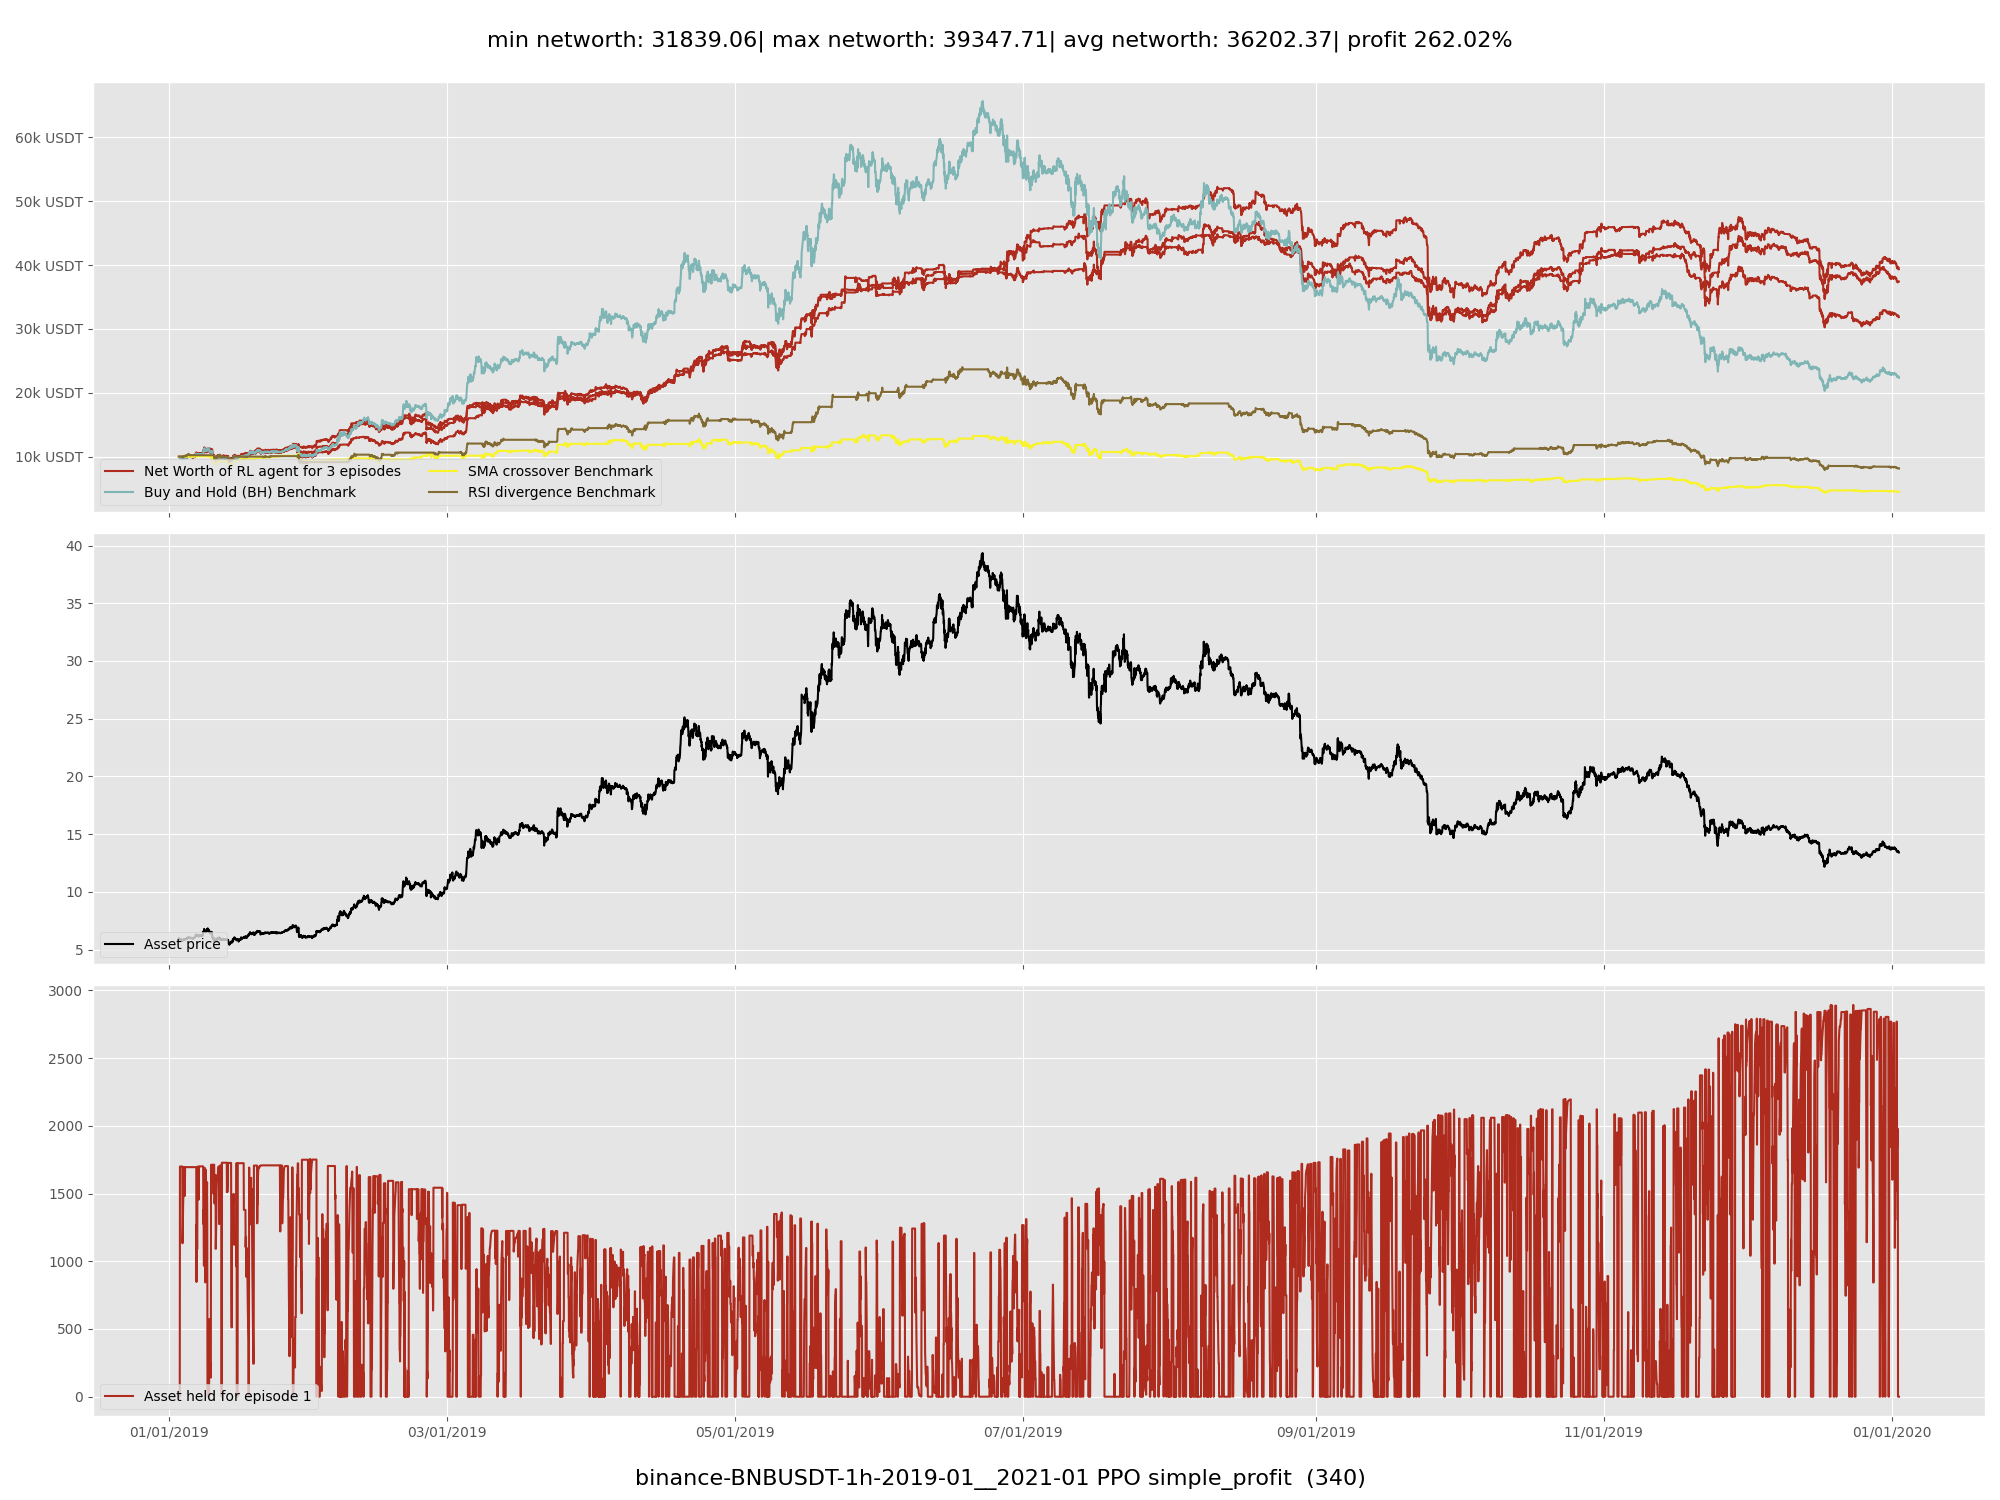 min networth: 31839.06| max networth: 39347.71| avg networth: 36202.37| profit 262.02%
60k USDT
50k USDT
40k USDT
30k USDT
20k USDT
10k USDT
Net Worth of RL agent for 3 episodes
Buy and Hold (BH) Benchmark
SMA crossover Benchmark
RSI divergence Benchmark
40
35
30
25
20
15
10
5
Asset price
3000
2500
2000
1500
1000
500
0
Asset held for episode 1
01/01/2019
03/01/2019
05/01/2019
07/01/2019
09/01/2019
11/01/2019
01/01/2020
binance-BNBUSDT-1h-2019-01__2021-01 PPO simple_profit  (340)